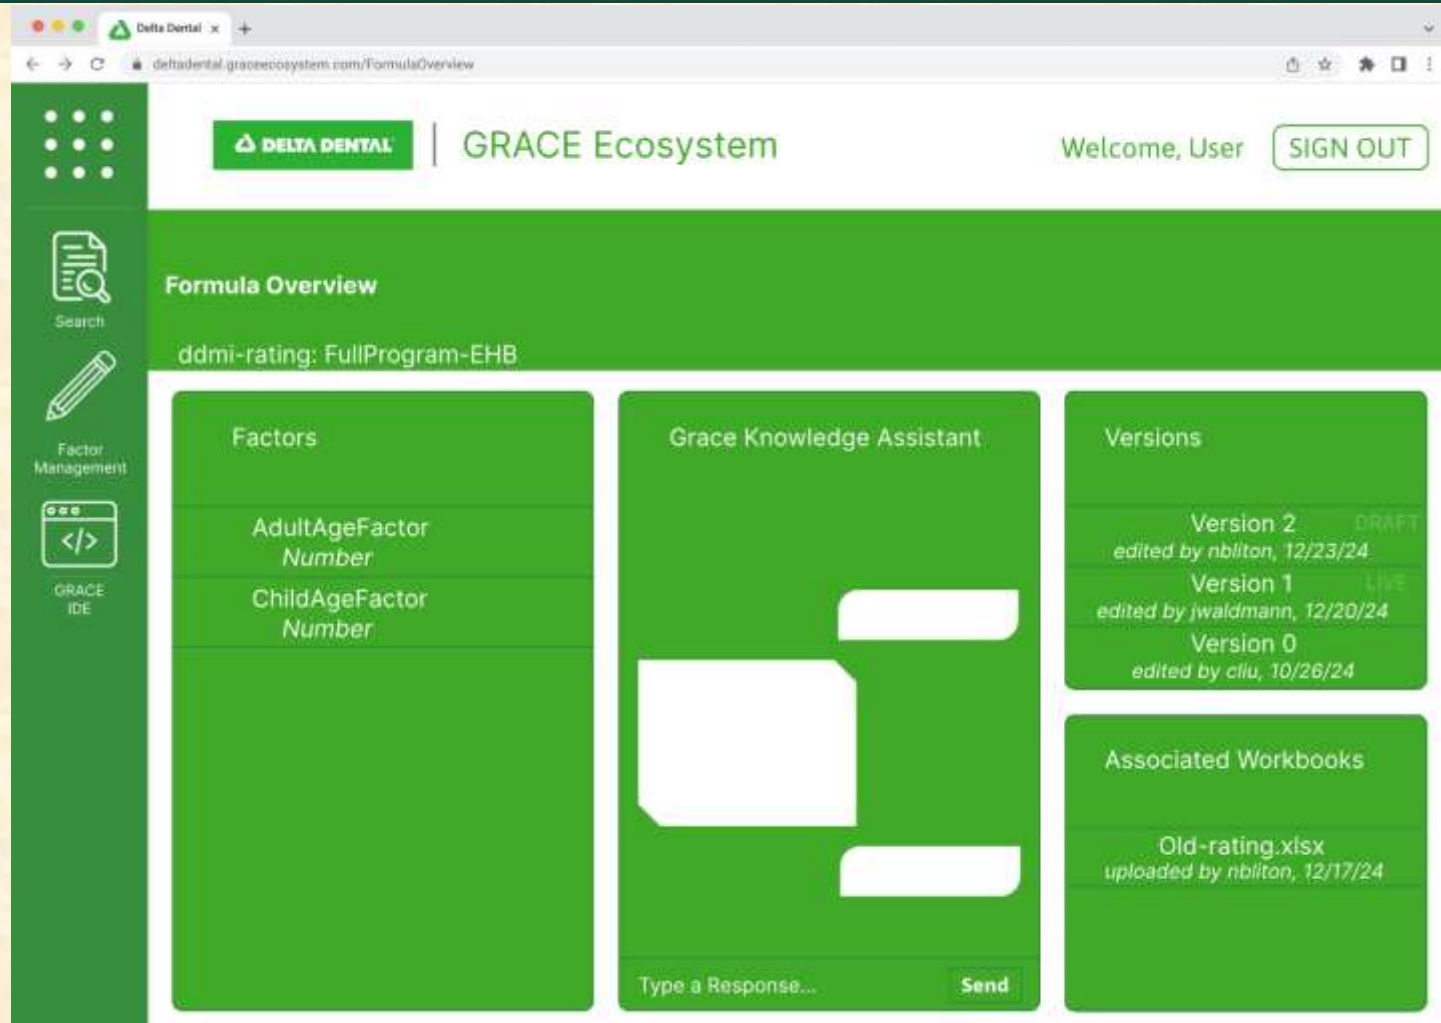 Delta Dental
deltadental.graceecosystem.com/FormulaOverview
DELTA DENTAL
GRACE Ecosystem
Welcome, User
SIGN OUT
Search
Factor
Management
</>
GRACE
IDE
Formula Overview
ddmi-rating: FullProgram-EHB
Factors
AdultAgeFactor
Number
ChildAgeFactor
Number
Grace Knowledge Assistant
Type a Response...
Send
Versions
Version 2 DRAFT
edited by nbliton, 12/23/24
Version 1 LIVE
edited by jwaldmann, 12/20/24
Version 0
edited by cliu, 10/26/24
Associated Workbooks
Old-rating.xlsx
uploaded by nbliton, 12/17/24